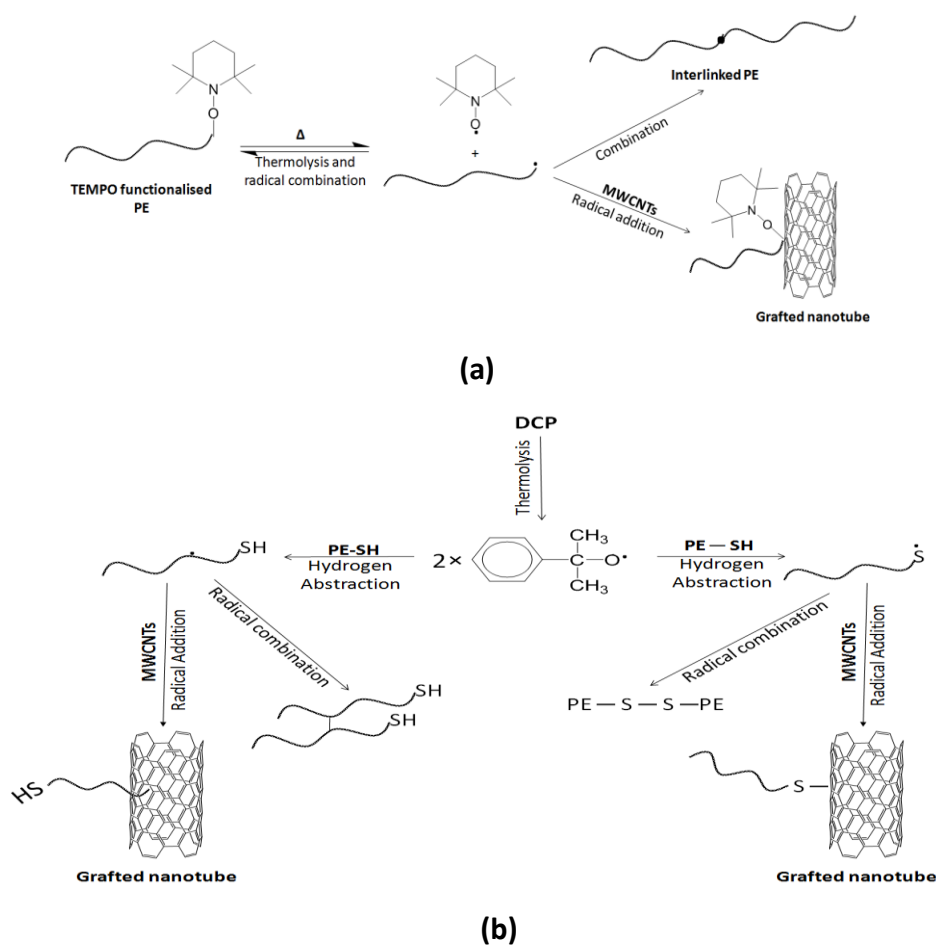 Interlinked PE
N
O
Δ
Thermolysis and
radical combination
TEMPO functionalised
PE
N
O
+
Combination
MWCNTs
Radical addition
N
O
Grafted nanotube
(a)
DCP
Thermolysis
SH
PE-SH
Hydrogen
Abstraction
2×
CH3
C
O
CH3
PE — SH
Hydrogen
Abstraction
S
MWCNTs
Radical Addition
Radical combination
SH
SH
Radical combination
PE — S — S —PE
MWCNTs
Radical Addition
HS
Grafted nanotube
S
Grafted nanotube
(b)